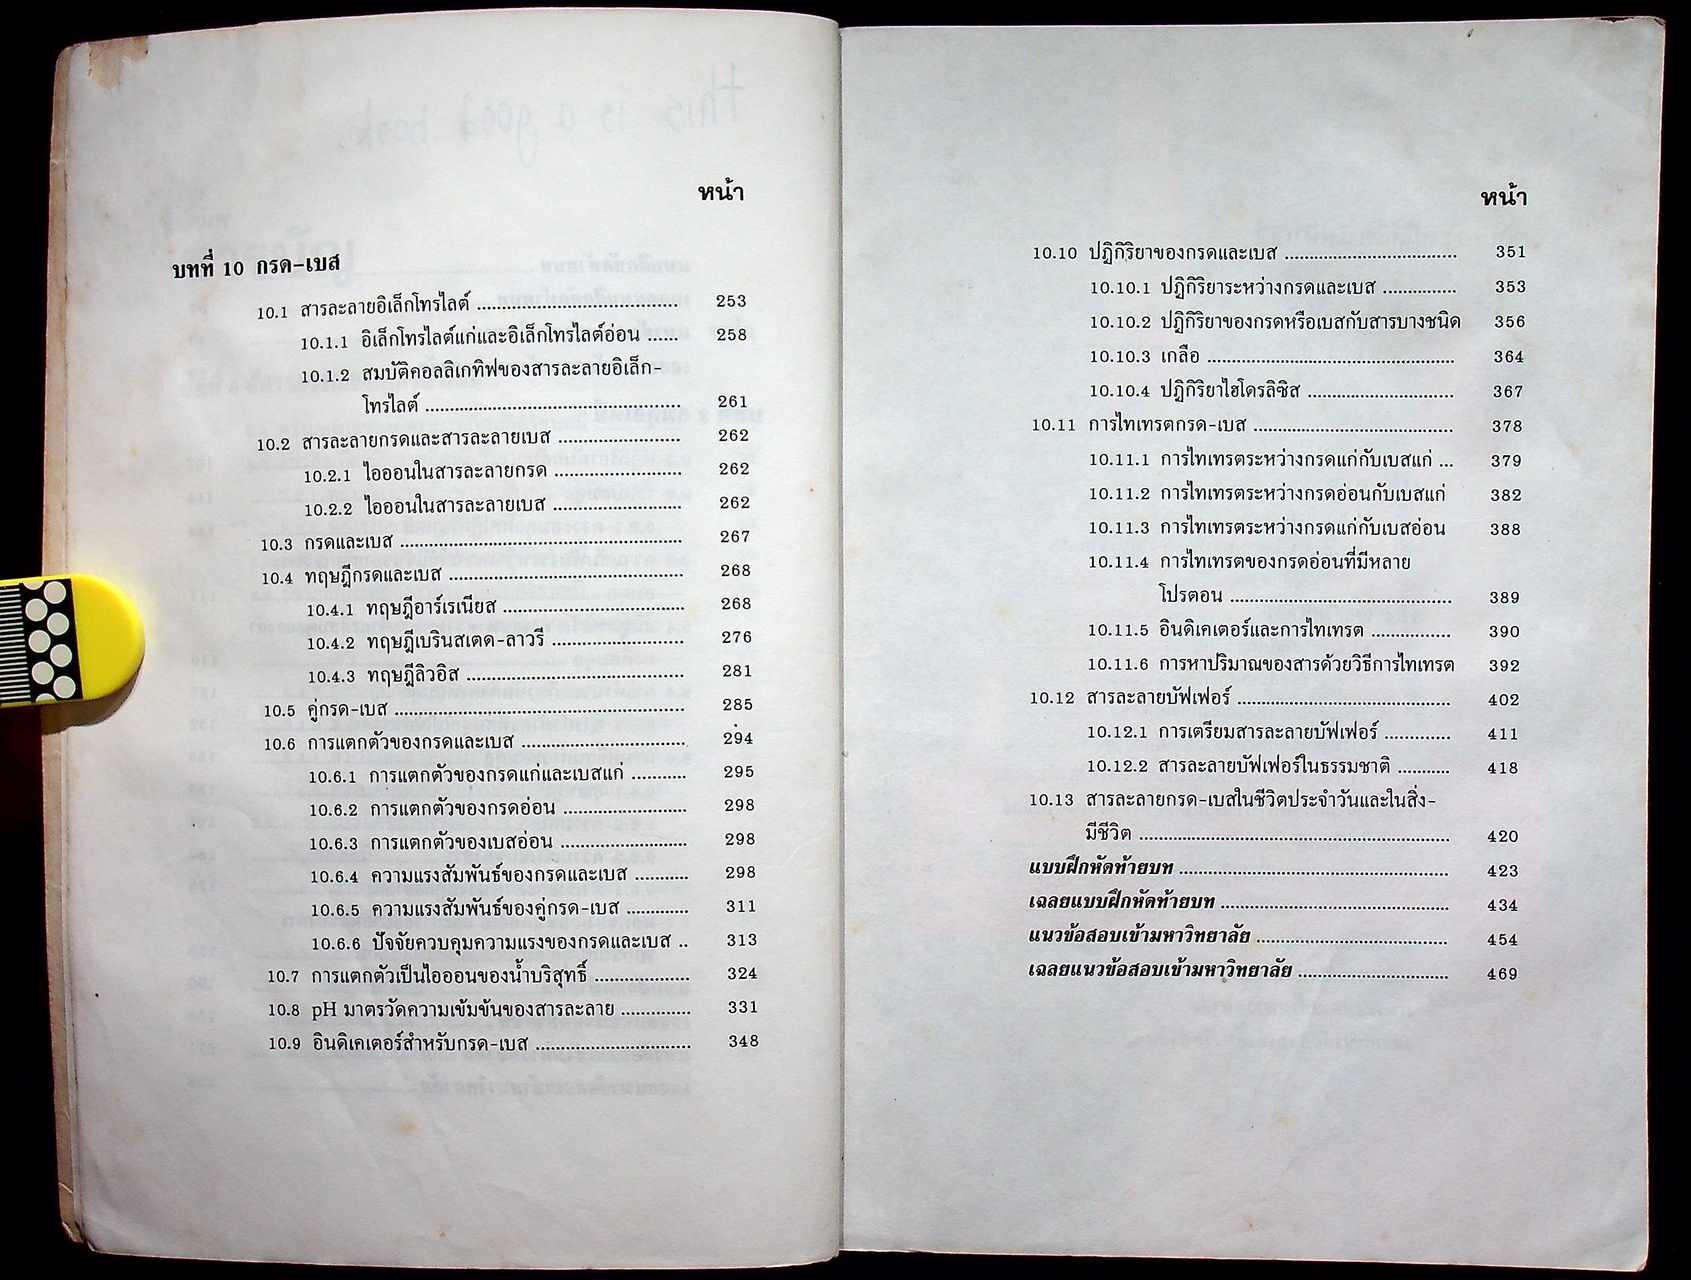 หน้า
บทที่ 10 กรด-เบส
10.1 สารละลายอิเล็กโทรไลต์ ......................................... 253
10.1.1 อิเล็กโทรไลต์แก่และอิเล็กโทรไลต์อ่อน ...... 258
10.1.2 สมบัติคอลลิเกทิฟของสารละลายอิเล็ก-
โทรไลต์ .................................................... 261
10.2 สารละลายกรดและสารละลายเบส ......................... 262
10.2.1 ไอออนในสารละลายกรด .......................... 262
10.2.2 ไอออนในสารละลายเบส .......................... 262
10.3 กรดและเบส .......................................................... 267
10.4 ทฤษฎีกรดและเบส ................................................ 268
10.4.1 ทฤษฎีอาร์เรเนียส ..................................... 268
10.4.2 ทฤษฎีเบรินสเตด-ลาวรี ........................... 276
10.4.3 ทฤษฎีลิวอิส ............................................. 281
10.5 คู่กรด-เบส ............................................................ 285
10.6 การแตกตัวของกรดและเบส .................................. 294
10.6.1 การแตกตัวของกรดแก่และเบสแก่ ........... 295
10.6.2 การแตกตัวของกรดอ่อน ......................... 298
10.6.3 การแตกตัวของเบสอ่อน .......................... 298
10.6.4 ความแรงสัมพันธ์ของกรดและเบส ........... 298
10.6.5 ความแรงสัมพันธ์ของคู่กรด-เบส ............. 311
10.6.6 ปัจจัยควบคุมความแรงของกรดและเบส .. 313
10.7 การแตกตัวเป็นไอออนของน้ำบริสุทธิ์ ................... 324
10.8 pH มาตรวัดความเข้มข้นของสารละลาย .............. 331
10.9 อินดิเคเตอร์สำหรับกรด-เบส ................................ 348
หน้า
10.10 ปฏิกิริยาของกรดและเบส ................................... 351
10.10.1 ปฏิกิริยาระหว่างกรดและเบส ............... 353
10.10.2 ปฏิกิริยาของกรดหรือเบสกับสารบางชนิด 356
10.10.3 เกลือ .................................................. 364
10.10.4 ปฏิกิริยาไฮโดรลิซิส .............................. 367
10.11 การไทเทรตกรด-เบส ......................................... 378
10.11.1 การไทเทรตระหว่างกรดแก่กับเบสแก่ ... 379
10.11.2 การไทเทรตระหว่างกรดอ่อนกับเบสแก่ 382
10.11.3 การไทเทรตระหว่างกรดแก่กับเบสอ่อน 388
10.11.4 การไทเทรตของกรดอ่อนที่มีหลาย
โปรตอน ............................................. 389
10.11.5 อินดิเคเตอร์และการไทเทรต ................ 390
10.11.6 การหาปริมาณของสารด้วยวิธีการไทเทรต 392
10.12 สารละลายบัฟเฟอร์ ........................................... 402
10.12.1 การเตรียมสารละลายบัฟเฟอร์ ............. 411
10.12.2 สารละลายบัฟเฟอร์ในธรรมชาติ ........... 418
10.13 สารละลายกรด-เบสในชีวิตประจำวันและในสิ่ง-
มีชีวิต ............................................................... 420
แบบฝึกหัดท้ายบท ...................................................... 423
เฉลยแบบฝึกหัดท้ายบท .............................................. 434
แนวข้อสอบเข้ามหาวิทยาลัย ....................................... 454
เฉลยแนวข้อสอบเข้ามหาวิทยาลัย ............................... 469